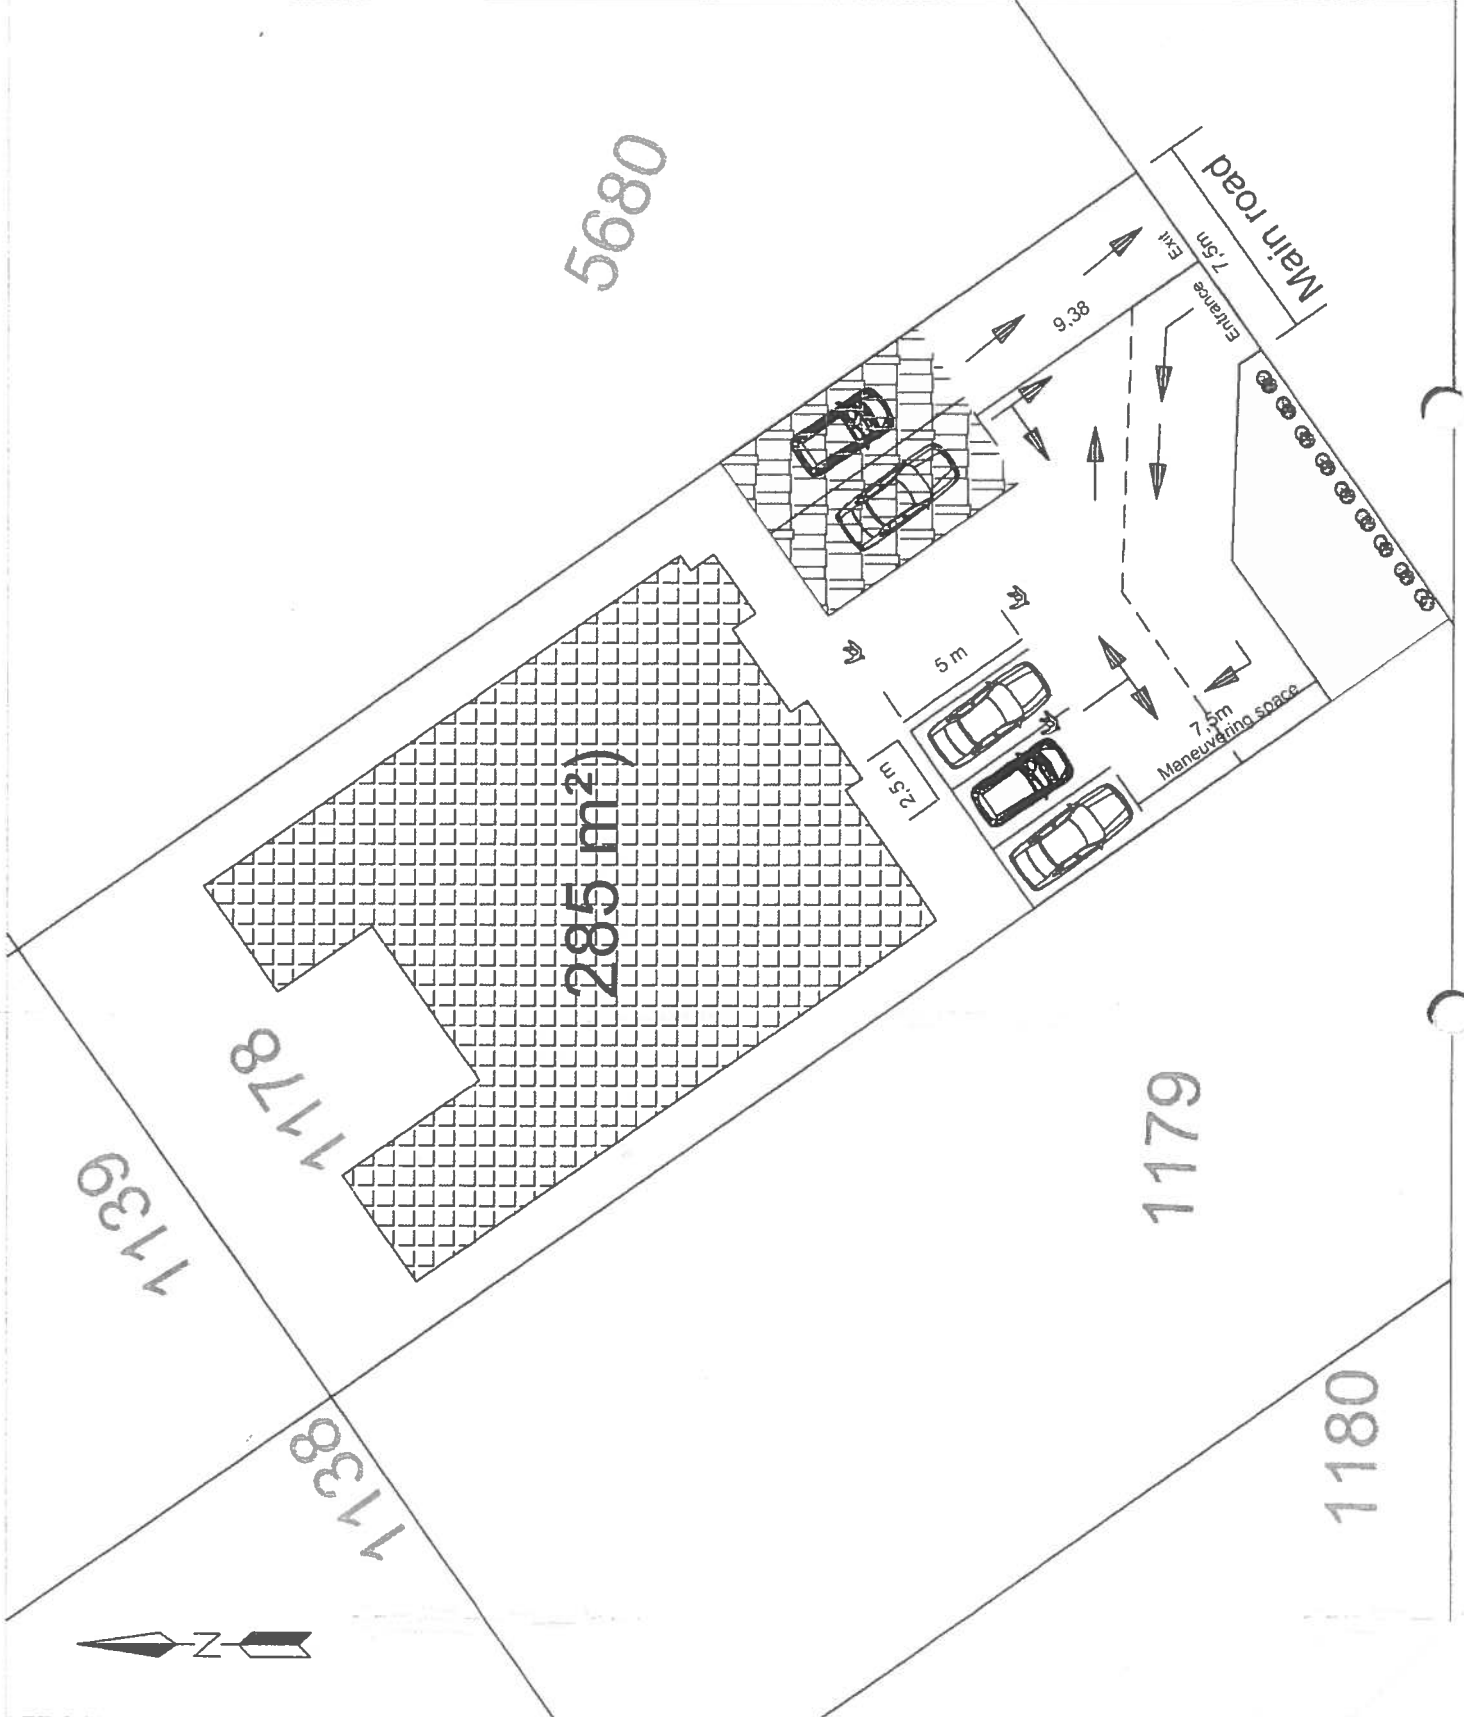 5680
Main road
7,5m
Exit
Entrance
9,38
5 m
2,5 m
7,5m
Maneuvering space
285 m²)
1178
1139
1179
1138
1180
N